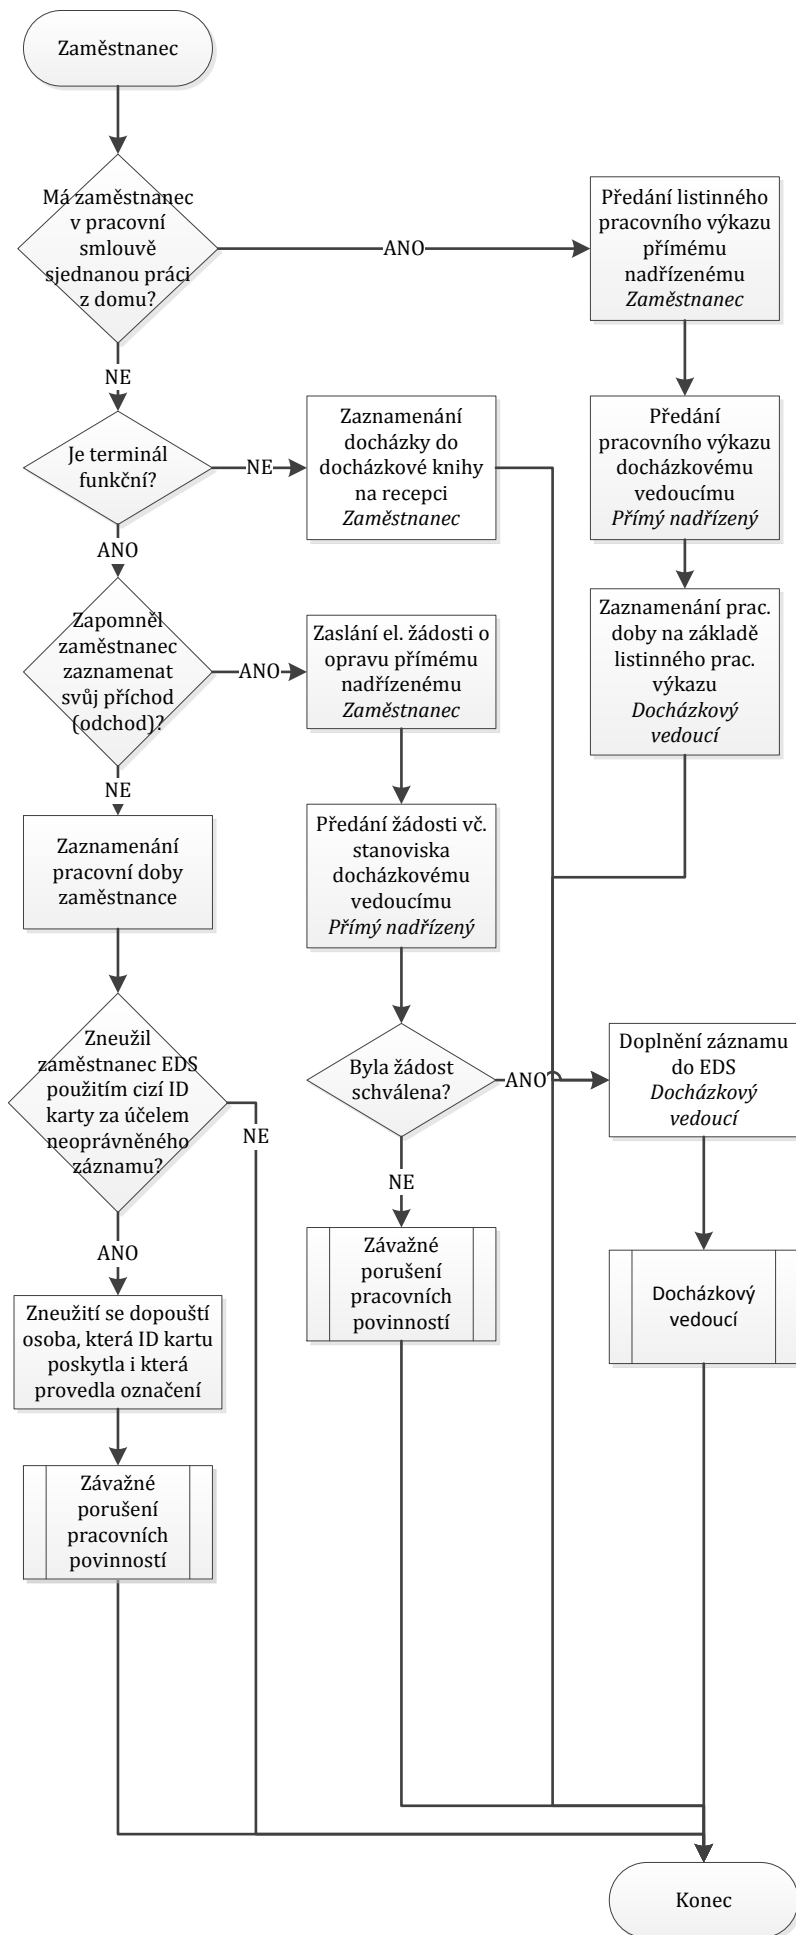 Zaměstnanec
Má zaměstnanec
v pracovní
smlouvě
sjednanou práci
z domu?
ANO
Předání listinného
pracovního výkazu
přímému
nadřízenému
Zaměstnanec
NE
Je terminál
funkční?
NE
Zaznamenání
docházky do
docházkové knihy
na recepci
Zaměstnanec
Předání
pracovního výkazu
docházkovému
vedoucímu
Přímý nadřízený
ANO
Zapomněl
zaměstnanec
zaznamenat
svůj příchod
(odchod)?
ANO
Zaslání el. žádosti o
opravu přímému
nadřízenému
Zaměstnanec
Zaznamenání prac.
doby na základě
listinného prac.
výkazu
Docházkový
vedoucí
NE
Zaznamenání
pracovní doby
zaměstnance
Předání žádosti vč.
stanoviska
docházkovému
vedoucímu
Přímý nadřízený
Zneužil
zaměstnanec EDS
použitím cizí ID
karty za účelem
neoprávněného
záznamu?
NE
Byla žádost
schválena?
ANO
Doplnění záznamu
do EDS
Docházkový
vedoucí
ANO
NE
Zneužití se dopouští
osoba, která ID kartu
poskytla i která
provedla označení
Závažné
porušení
pracovních
povinností
Docházkový
vedoucí
Závažné
porušení
pracovních
povinností
Konec